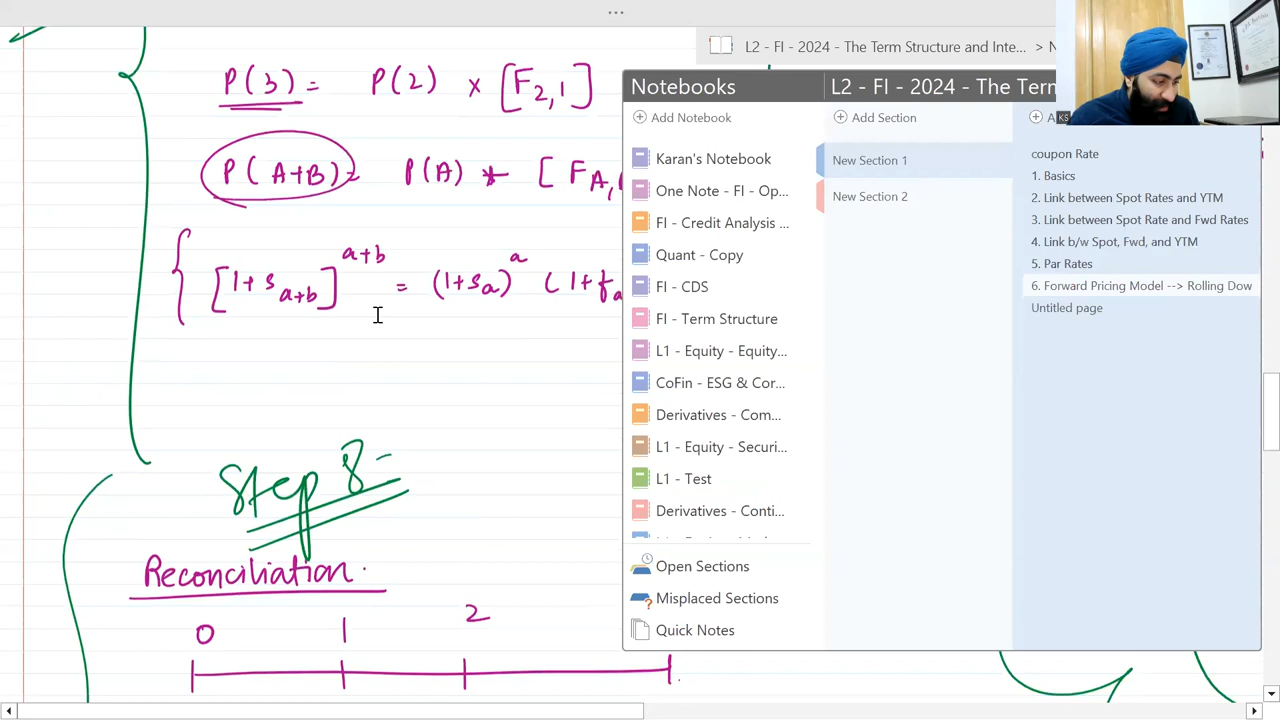 L2 - FI - 2024 - The Term Structure and Inte... > N
P(3) = P(2) × [F2,1]
P(A+B) = P(A) * [FA,
[1+s a+b] a+b = (1+sa) a (1+fa
Step 8
Reconciliation.
0 1 2
Notebooks
Add Notebook
Karan's Notebook
One Note - FI - Op...
FI - Credit Analysis ...
Quant - Copy
FI - CDS
FI - Term Structure
L1 - Equity - Equity...
CoFin - ESG & Cor...
Derivatives - Com...
L1 - Equity - Securi...
L1 - Test
Derivatives - Conti...
Open Sections
Misplaced Sections
Quick Notes
L2 - FI - 2024 - The Term
Add Section
New Section 1
New Section 2
KS
coupon Rate
1. Basics
2. Link between Spot Rates and YTM
3. Link between Spot Rate and Fwd Rates
4. Link b/w Spot, Fwd, and YTM
5. Par Rates
6. Forward Pricing Model --> Rolling Dow
Untitled page